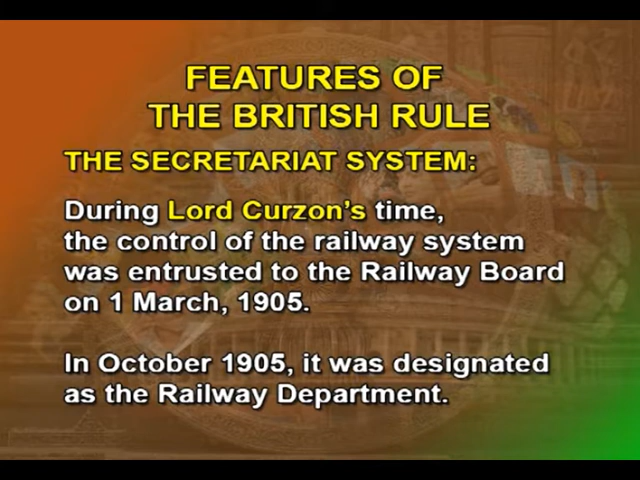 FEATURES OF
THE BRITISH RULE
THE SECRETARIAT SYSTEM:
During Lord Curzon's time,
the control of the railway system
was entrusted to the Railway Board
on 1 March, 1905.
In October 1905, it was designated
as the Railway Department.